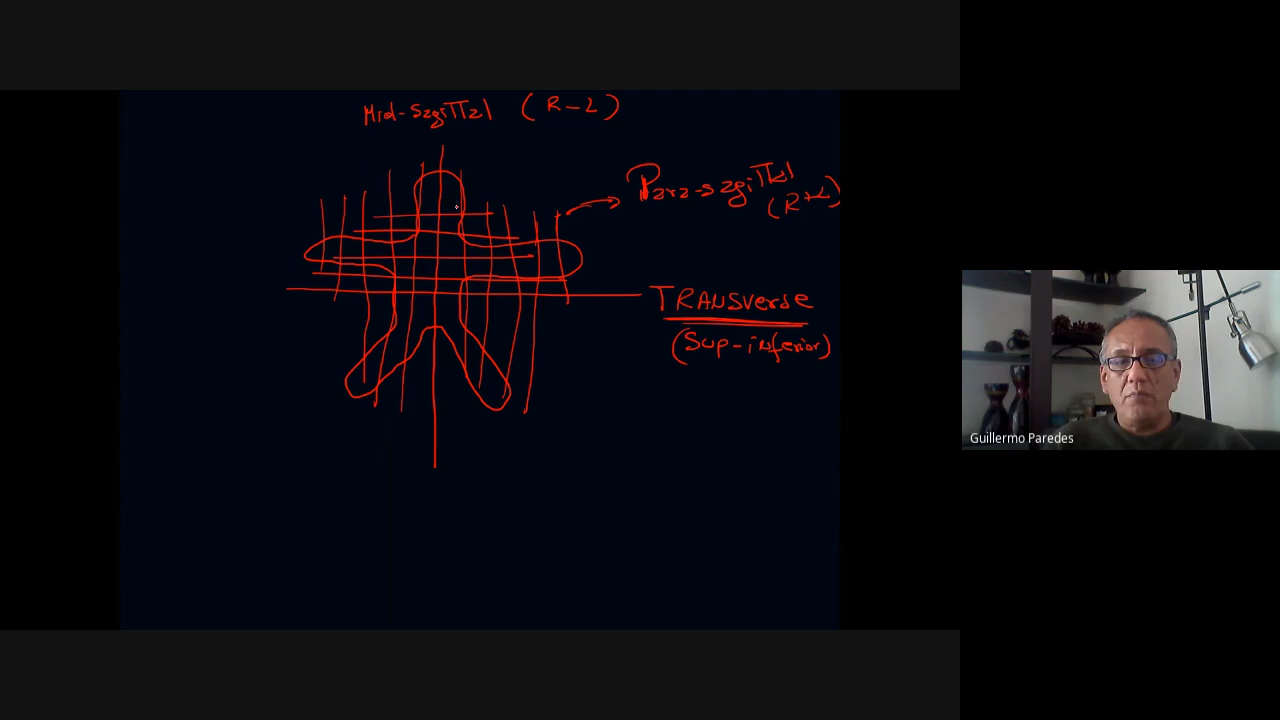 Mid-sagittal (R-L)
Para-sagittal
(R+L)
TRANSverse
(Sup-inferior)
Guillermo Paredes